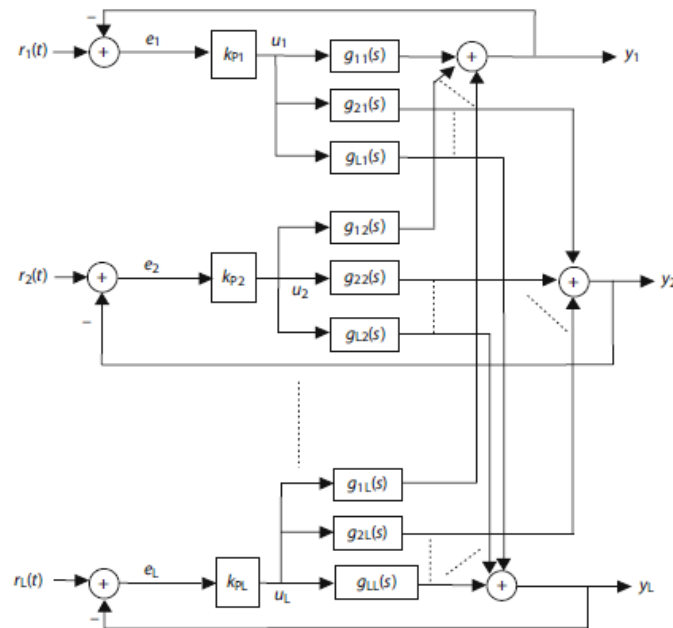 −
r1(t) + e1 kP1 u1 g11(s) + y1
g21(s)
gL1(s)
g12(s)
r2(t) + e2 kP2 u2 g22(s) + y2
−
gL2(s)
g1L(s)
g2L(s)
rL(t) + eL kPL uL gLL(s) + yL
−